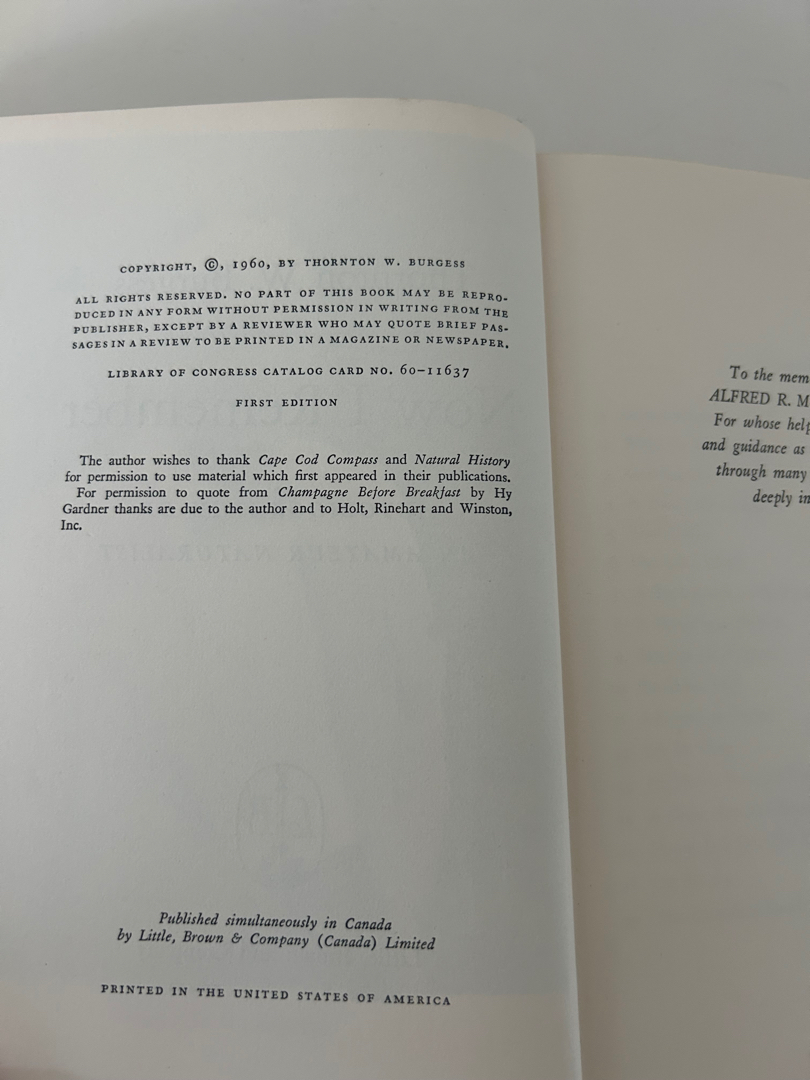 COPYRIGHT, ©, 1960, BY THORNTON W. BURGESS
ALL RIGHTS RESERVED. NO PART OF THIS BOOK MAY BE REPRO-
DUCED IN ANY FORM WITHOUT PERMISSION IN WRITING FROM THE
PUBLISHER, EXCEPT BY A REVIEWER WHO MAY QUOTE BRIEF PAS-
SAGES IN A REVIEW TO BE PRINTED IN A MAGAZINE OR NEWSPAPER.
LIBRARY OF CONGRESS CATALOG CARD NO. 60-11637
FIRST EDITION
The author wishes to thank Cape Cod Compass and Natural History
for permission to use material which first appeared in their publications.
For permission to quote from Champagne Before Breakfast by Hy
Gardner thanks are due to the author and to Holt, Rinehart and Winston,
Inc.
Published simultaneously in Canada
by Little, Brown & Company (Canada) Limited
PRINTED IN THE UNITED STATES OF AMERICA
To the mem
ALFRED R. M
For whose help
and guidance as
through many
deeply in